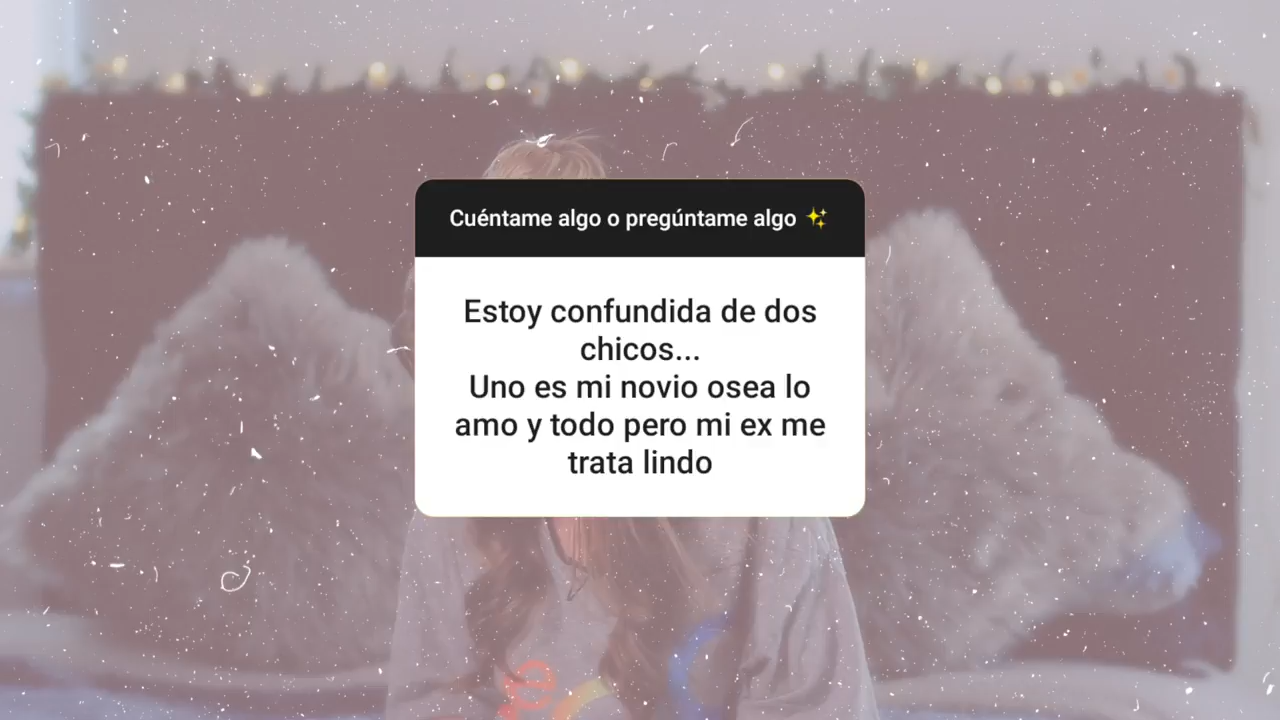 Cuéntame algo o pregúntame algo ✨
Estoy confundida de dos
chicos...
Uno es mi novio osea lo
amo y todo pero mi ex me
trata lindo